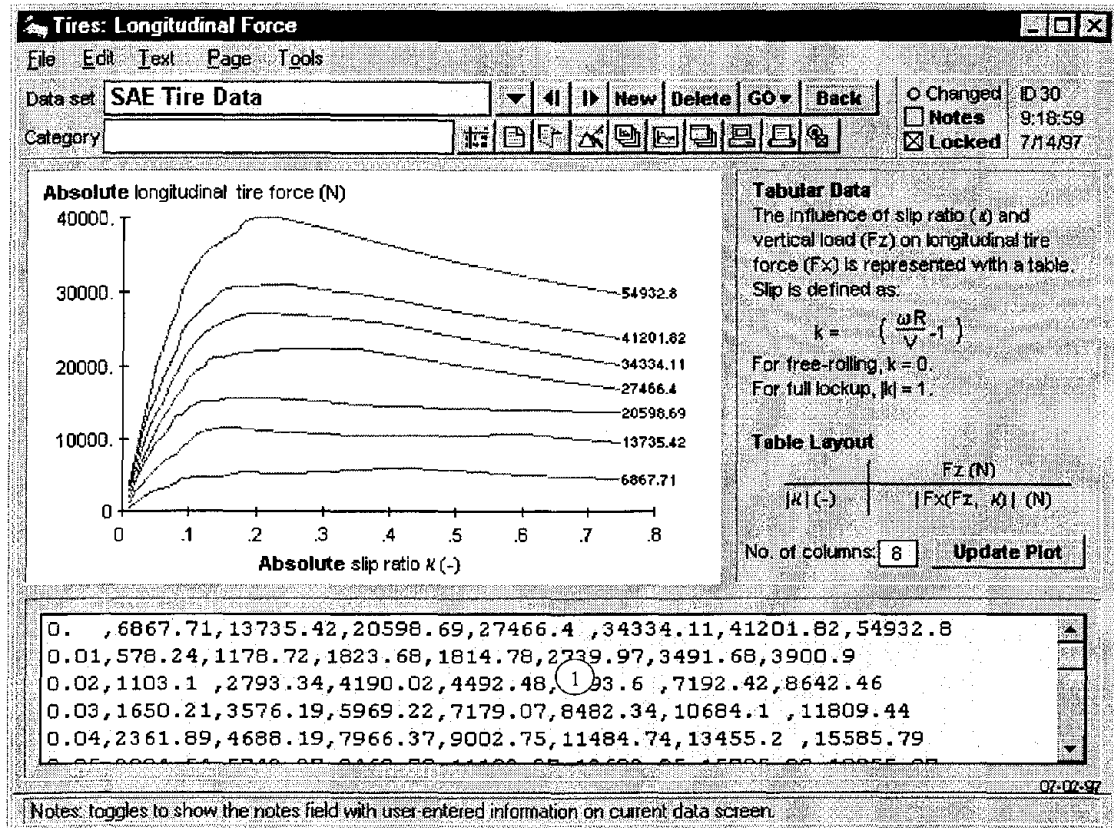 Tires: Longitudinal Force
File Edit Text Page Tools
Data set SAE Tire Data New Delete GO Back
Changed ID 30
Notes 9:18:59
Category
Locked 7/14/97
Absolute longitudinal tire force (N)
40000.
30000.
20000.
10000.
0
0 .1 .2 .3 .4 .5 .6 .7 .8
54932.8
41201.82
34334.11
27466.4
20598.69
13735.42
6867.71
Absolute slip ratio κ (-)
Tabular Data
The influence of slip ratio (κ) and
vertical load (Fz) on longitudinal tire
force (Fx) is represented with a table.
Slip is defined as:
k = ( ωR/V -1 )
For free-rolling, k = 0.
For full lockup, |k| = 1.
Table Layout
Fz (N)
|κ| (-) |Fx(Fz, κ)| (N)
No. of columns: 8 Update Plot
0. ,6867.71,13735.42,20598.69,27466.4 ,34334.11,41201.82,54932.8
0.01,578.24,1178.72,1823.68,1814.78,2739.97,3491.68,3900.9
0.02,1103.1 ,2793.34,4190.02,4492.48, 1 93.6 ,7192.42,8642.46
0.03,1650.21,3576.19,5969.22,7179.07,8482.34,10684.1 ,11809.44
0.04,2361.89,4688.19,7966.37,9002.75,11484.74,13455.2 ,15585.79
07-02-97
Notes: toggles to show the notes field with user-entered information on current data screen.